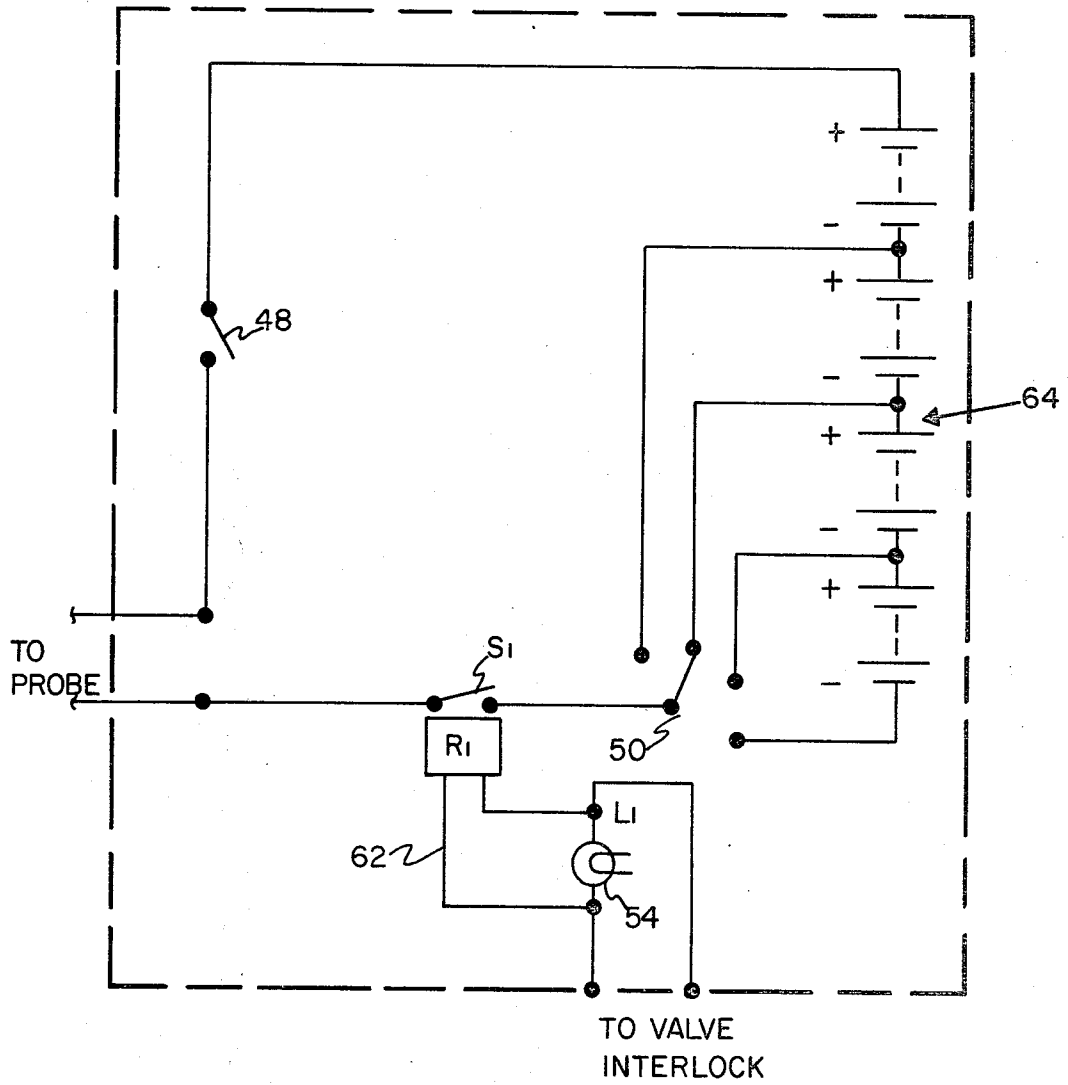 +
-
+
48
-
64
+
-
+
TO
PROBE
S1
-
50
R1
L1
62
54
TO VALVE
INTERLOCK